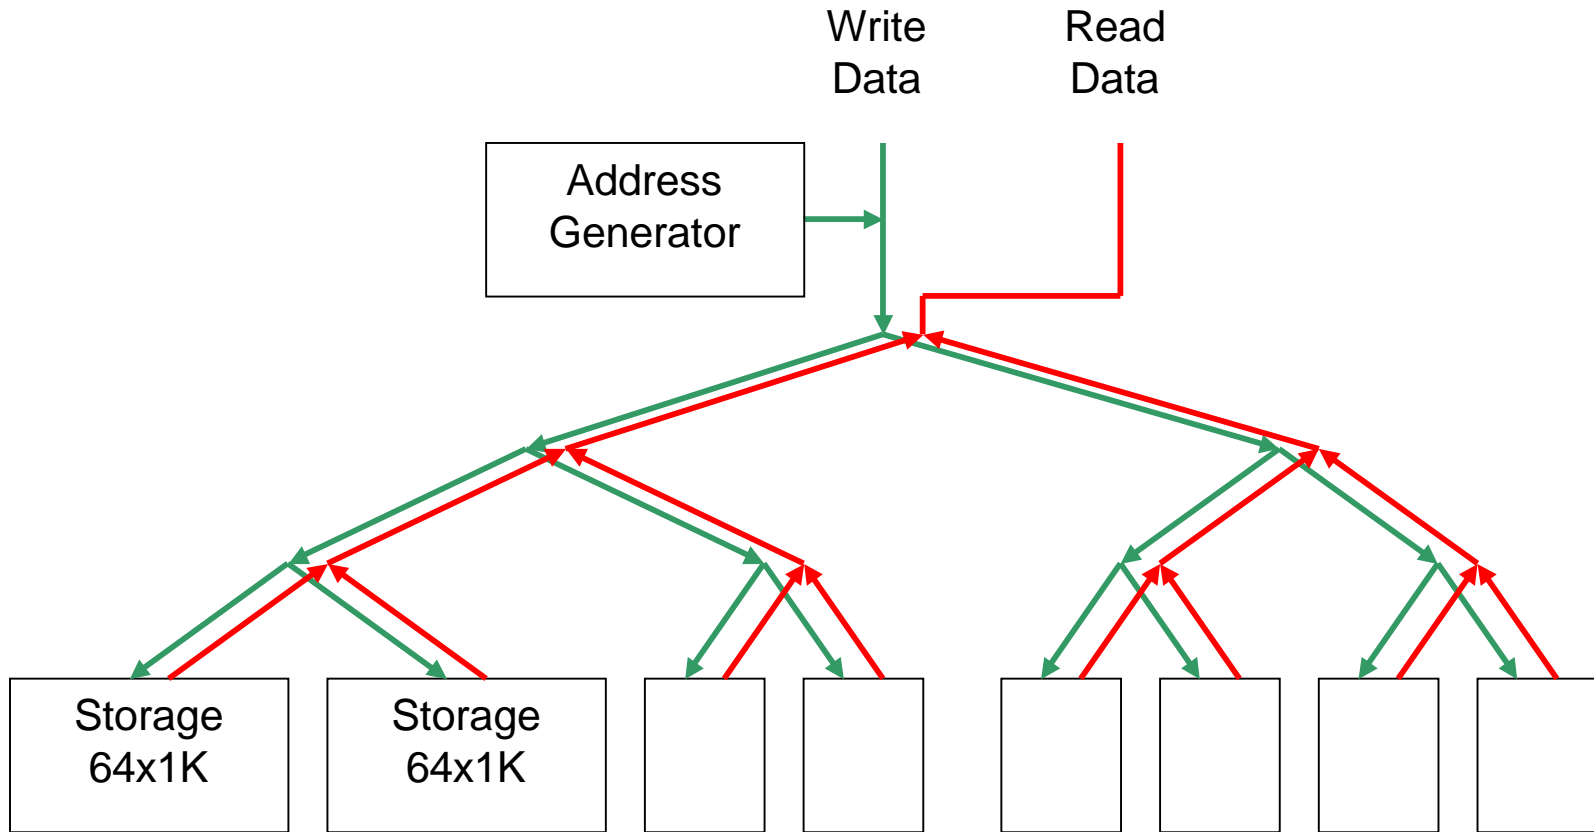 Write
Data
Read
Data
Address
Generator
Storage
64x1K
Storage
64x1K